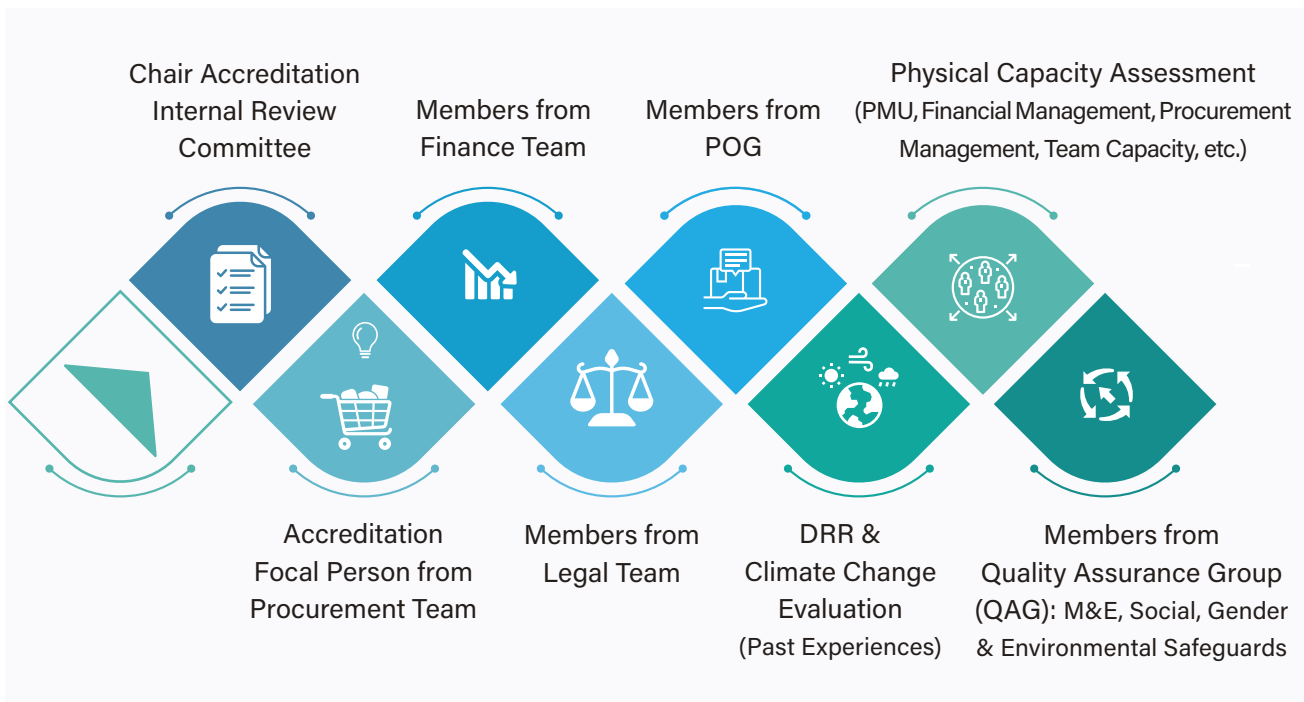 Chair Accreditation
Internal Review
Committee
Members from
Finance Team
Members from
POG
Physical Capacity Assessment
(PMU, Financial Management, Procurement
Management, Team Capacity, etc.)
Accreditation
Focal Person from
Procurement Team
Members from
Legal Team
DRR &
Climate Change
Evaluation
(Past Experiences)
Members from
Quality Assurance Group
(QAG): M&E, Social, Gender
& Environmental Safeguards